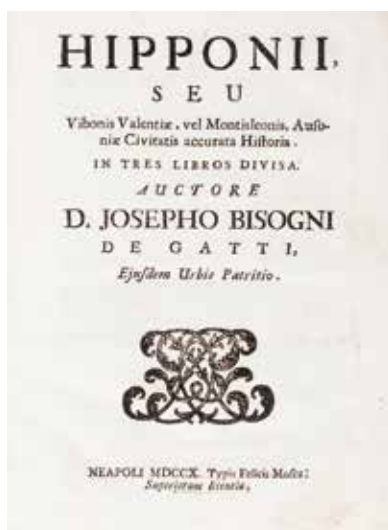 HIPPONII,
SEU
Vibonis Valentiæ, vel Montisleonis, Auso-
niæ Civitatis accurata Historia.
IN TRES LIBROS DIVISA.
AUCTORE
D. JOSEPHO BISOGNI
DE GATTI,
Ejusdem Urbis Patritio.
NEAPOLI MDCCX. Typis Felicis Mosca:
Superiorum licentia.